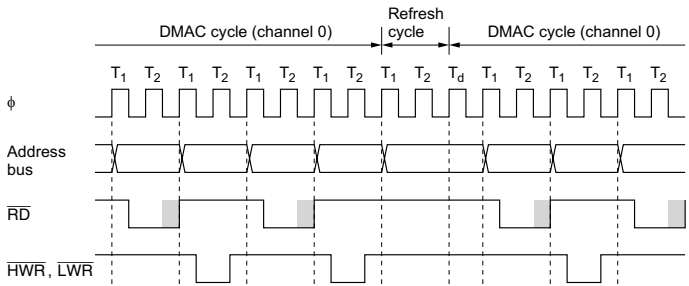 Refresh
DMAC cycle (channel 0) cycle DMAC cycle (channel 0)
T1 T2 T1 T2 T1 T2 T1 T2 T1 T2 Td T1 T2 T1 T2 T1 T2
ϕ
Address
bus
RD
HWR, LWR